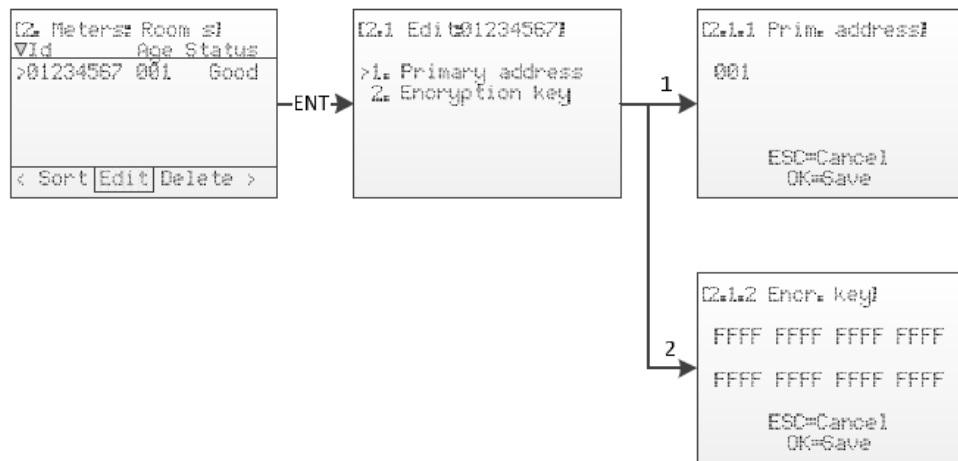 [2. Meters: Room s]
▽Id Age Status
>01234567 001 Good
< Sort Edit Delete >
ENT
[2.1 Edit:01234567]
>1. Primary address
2. Encryption key
1
[2.1.1 Prim. address]
001
ESC=Cancel
OK=Save
2
[2.1.2 Encr. key]
FFFF FFFF FFFF FFFF
FFFF FFFF FFFF FFFF
ESC=Cancel
OK=Save